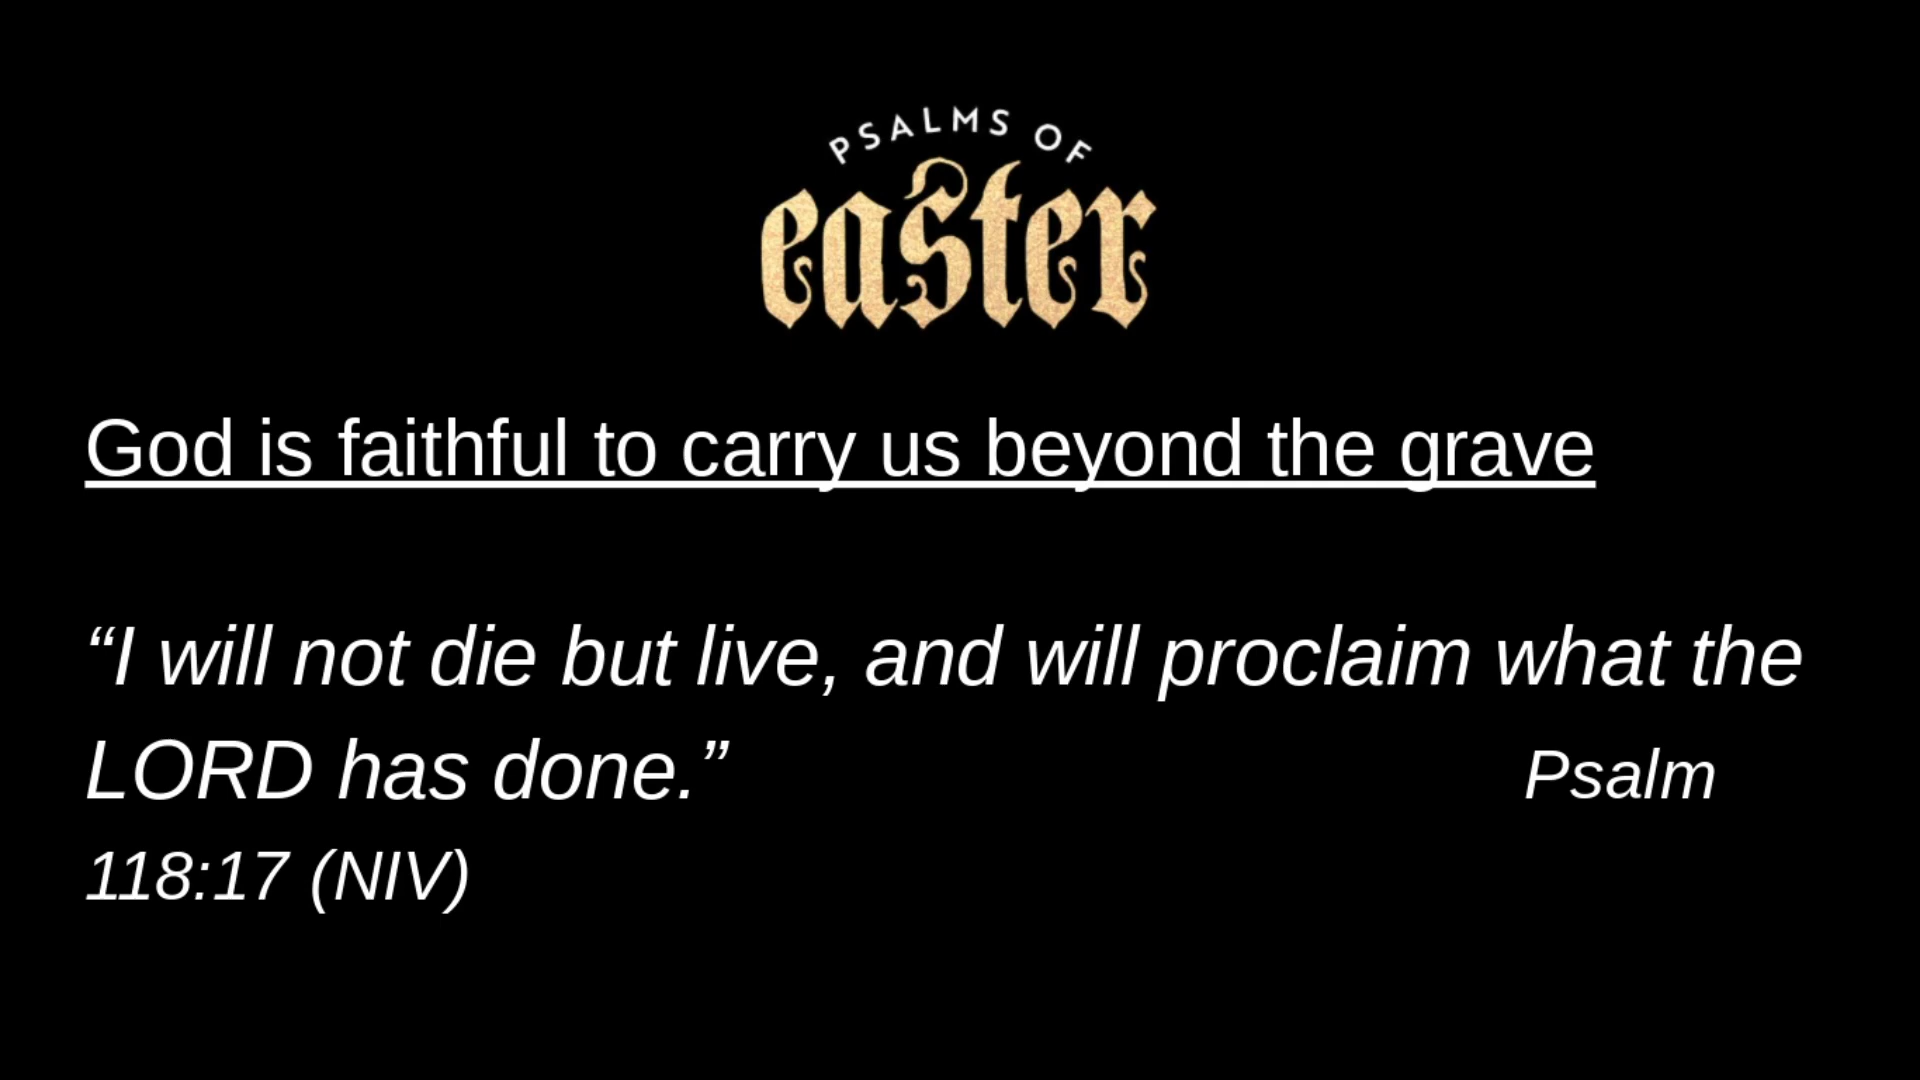 PSALMS OF
easter
God is faithful to carry us beyond the grave
“I will not die but live, and will proclaim what the
LORD has done.” Psalm
118:17 (NIV)